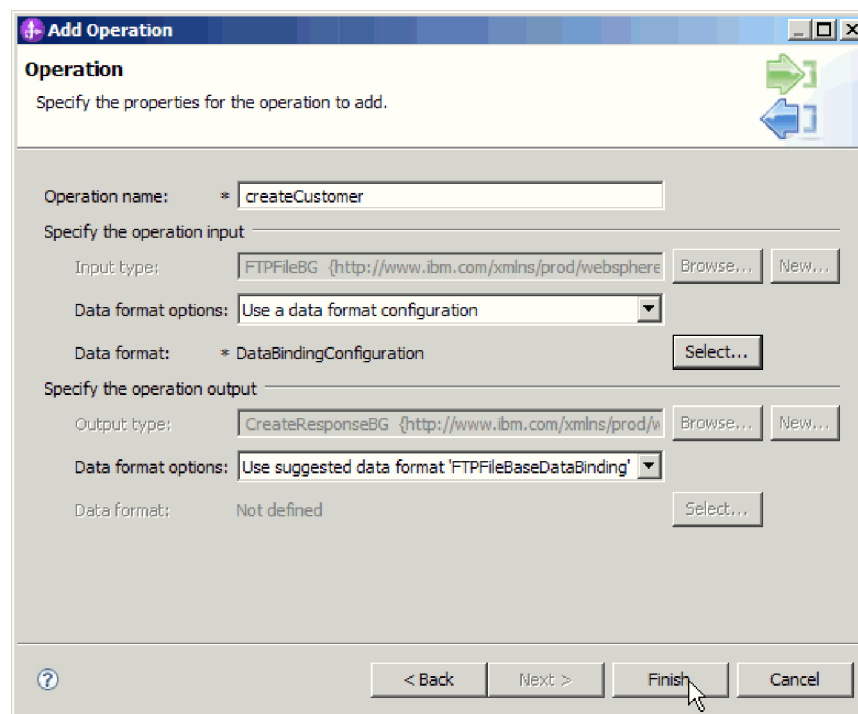 Add Operation
Operation
Specify the properties for the operation to add.
Operation name: * createCustomer
Specify the operation input
Input type: FTPFileBG {http://www.ibm.com/xmlns/prod/websphere Browse... New...
Data format options: Use a data format configuration
Data format: * DataBindingConfiguration Select...
Specify the operation output
Output type: CreateResponseBG {http://www.ibm.com/xmlns/prod/w Browse... New...
Data format options: Use suggested data format 'FTPFileBaseDataBinding'
Data format: Not defined Select...
? < Back Next > Finish Cancel